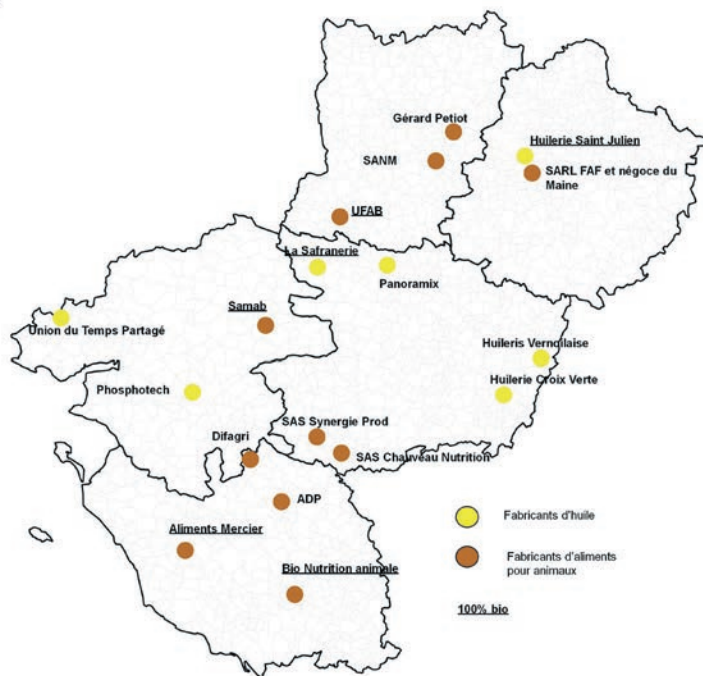 Gérard Petiot
SANM
Huilerie Saint Julien
SARL FAF et négoce du
Maine
UFAB
La Safranerie
Panoramix
Samab
Union du Temps Partagé
Huileris Vernoilaise
Huilerie Croix Verte
Phosphotech
SAS Synergie Prod
Difagri
SAS Chauveau Nutrition
ADP
Aliments Mercier
Bio Nutrition animale
Fabricants d'huile
Fabricants d'aliments
pour animaux
100% bio